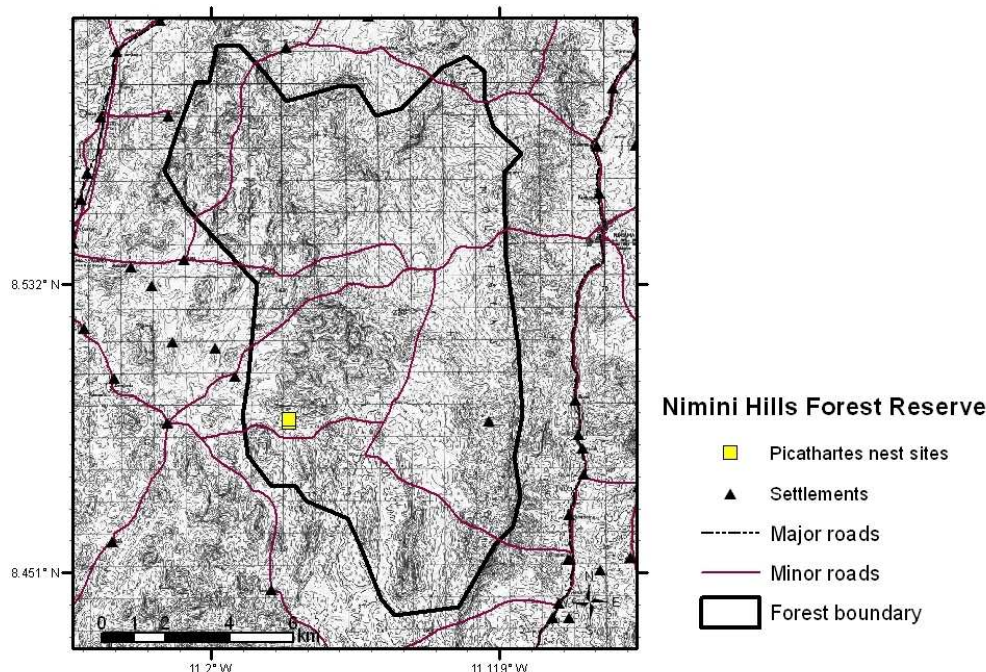 8.532° N
8.451° N
11.2° W
11.119° W
0 1 2 4 6
km
N
E
S
Nimini Hills Forest Reserve
Picathartes nest sites
Settlements
Major roads
Minor roads
Forest boundary